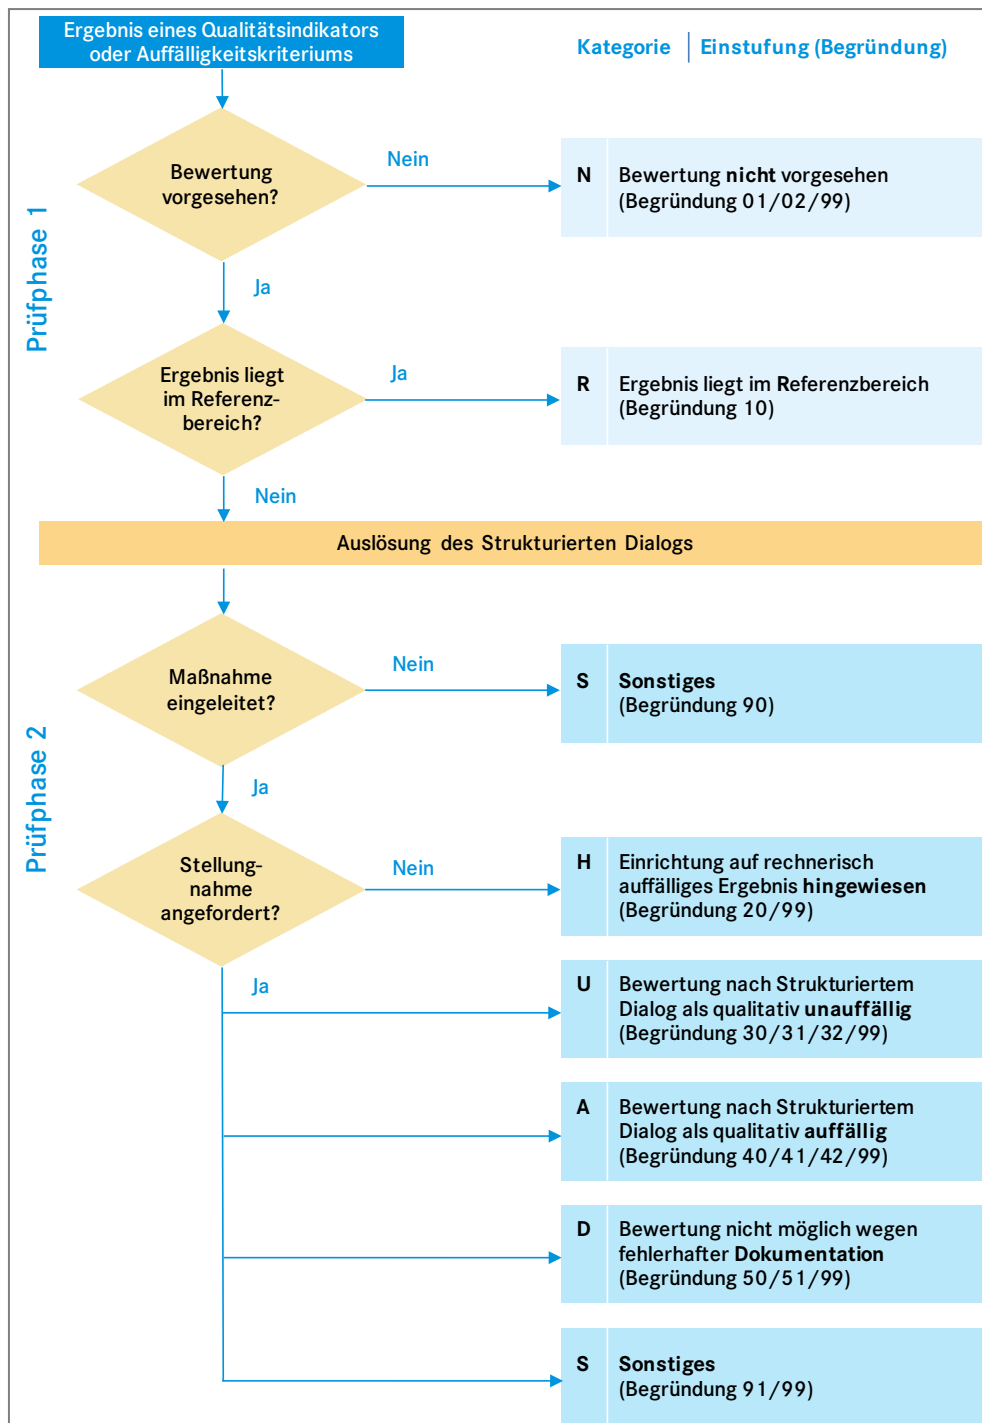 Ergebnis eines Qualitätsindikators
oder Auffälligkeitskriteriums
Kategorie | Einstufung (Begründung)
Prüfphase 1
Bewertung
vorgesehen?
Nein
N Bewertung nicht vorgesehen
(Begründung 01/02/99)
Ja
Ergebnis liegt
im Referenz-
bereich?
Ja
R Ergebnis liegt im Referenzbereich
(Begründung 10)
Nein
Auslösung des Strukturierten Dialogs
Prüfphase 2
Maßnahme
eingeleitet?
Nein
S Sonstiges
(Begründung 90)
Ja
Stellung-
nahme
angefordert?
Nein
H Einrichtung auf rechnerisch
auffälliges Ergebnis hingewiesen
(Begründung 20/99)
Ja
U Bewertung nach Strukturiertem
Dialog als qualitativ unauffällig
(Begründung 30/31/32/99)
A Bewertung nach Strukturiertem
Dialog als qualitativ auffällig
(Begründung 40/41/42/99)
D Bewertung nicht möglich wegen
fehlerhafter Dokumentation
(Begründung 50/51/99)
S Sonstiges
(Begründung 91/99)